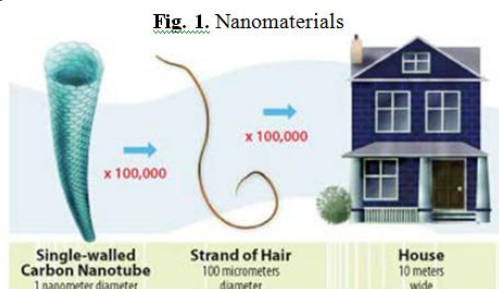 Fig. 1. Nanomaterials
x 100,000
x 100,000
Single-walled
Carbon Nanotube
1 nanometer diameter
Strand of Hair
100 micrometers
diameter
House
10 meters
wide